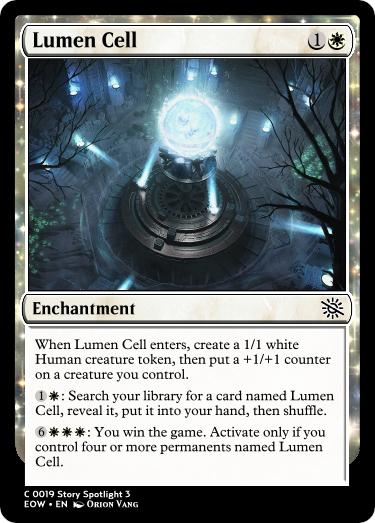 Lumen Cell 1
Enchantment
When Lumen Cell enters, create a 1/1 white
Human creature token, then put a +1/+1 counter
on a creature you control.
1 : Search your library for a card named Lumen
Cell, reveal it, put it into your hand, then shuffle.
6 : You win the game. Activate only if you
control four or more permanents named Lumen
Cell.
C 0019 Story Spotlight 3
EOW • EN Orion Vang